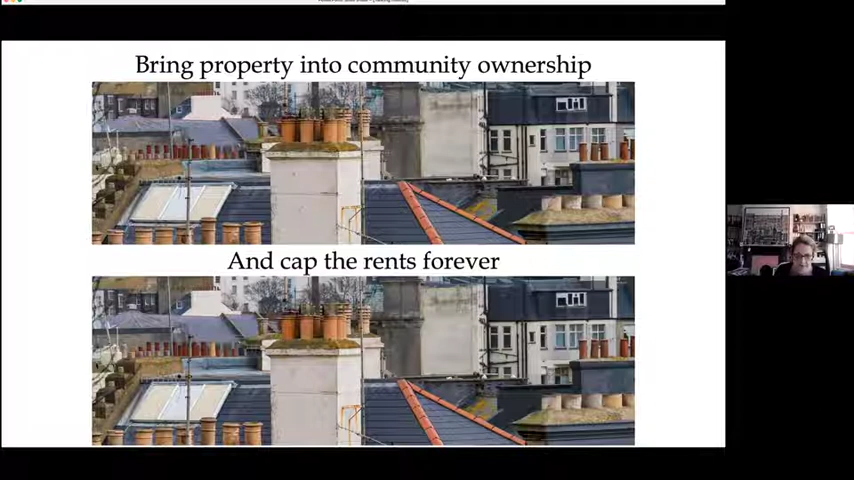 Bring property into community ownership
And cap the rents forever